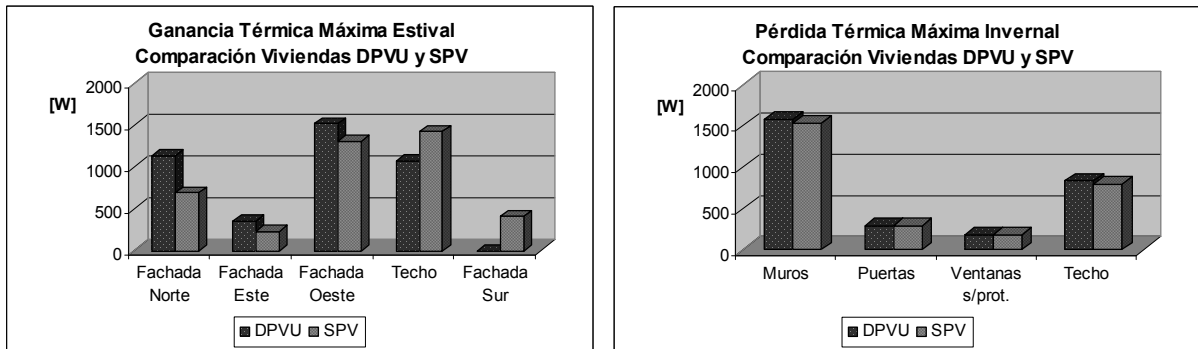 Ganancia Térmica Máxima Estival
Comparación Viviendas DPVU y SPV
[W]
2000
1500
1000
500
0
Fachada Norte
Fachada Este
Fachada Oeste
Techo
Fachada Sur
DPVU SPV
Pérdida Térmica Máxima Invernal
Comparación Viviendas DPVU y SPV
[W]
2000
1500
1000
500
0
Muros
Puertas
Ventanas s/prot.
Techo
DPVU SPV